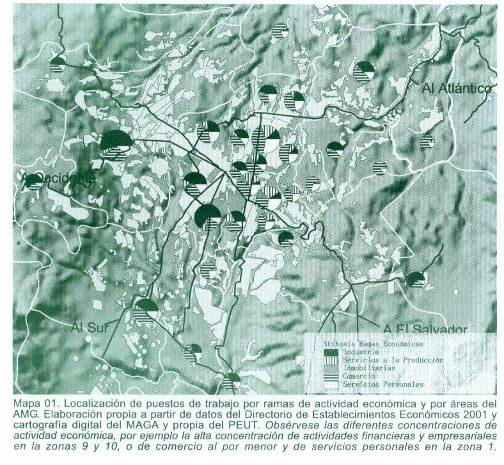 Al Atlántico
A Occidente
Al Sur
A El Salvador
Síntesis Ramas Económicas
Industria
Servicios a la Producción
Inmobiliarias
Comercio
Servicios Personales
Mapa 01. Localización de puestos de trabajo por ramas de actividad económica y por áreas del
AMG. Elaboración propia a partir de datos del Directorio de Establecimientos Económicos 2001 y
cartografía digital del MAGA y propia del PEUT. Obsérvese las diferentes concentraciones de
actividad económica, por ejemplo la alta concentración de actividades financieras y empresariales
en la zonas 9 y 10, o de comercio al por menor y de servicios personales en la zona 1.